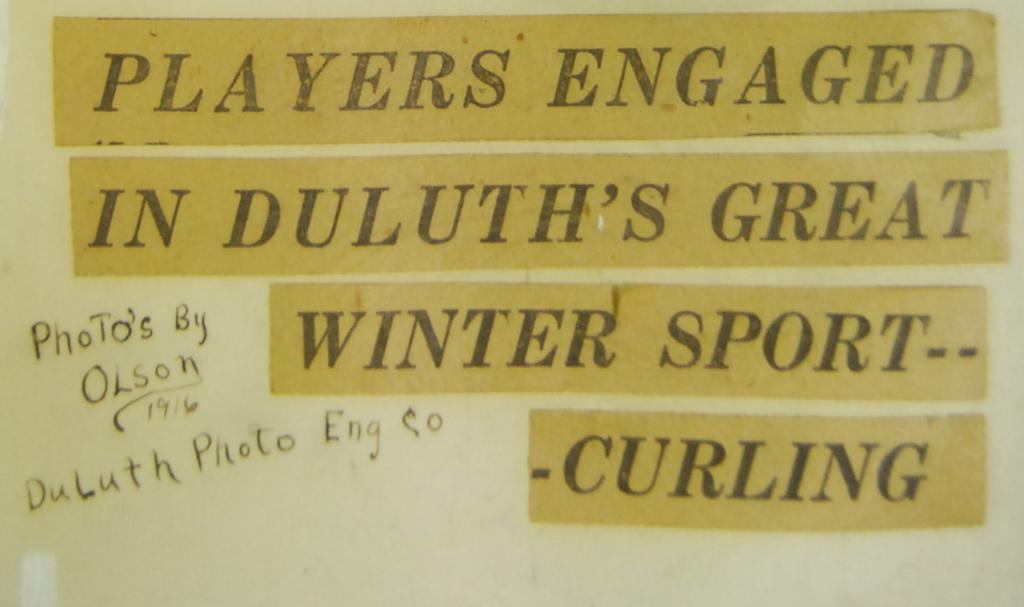 PLAYERS ENGAGED
IN DULUTH'S GREAT
WINTER SPORT--
-CURLING
PhoTo's By
OLson
1916
DuLuth Photo Eng Co